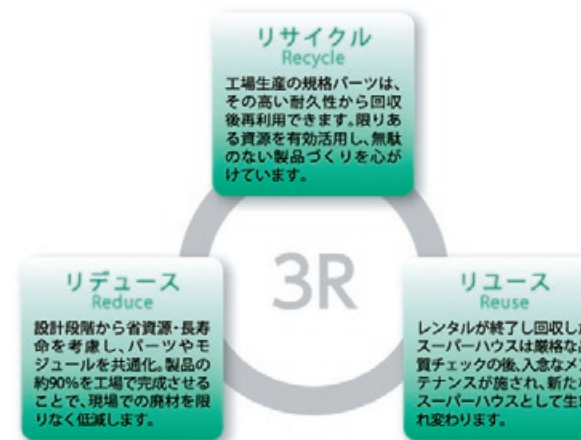 リサイクル
Recycle
工場生産の規格パーツは、
その高い耐久性から回収
後再利用できます。限りあ
る資源を有効活用し、無駄
のない製品づくりを心が
けています。
3R
リデュース
Reduce
設計段階から省資源・長寿
命を考慮し、パーツやモ
ジュールを共通化。製品の
約90%を工場で完成させる
ことで、現場での廃材を限
りなく低減します。
リユース
Reuse
レンタルが終了し回収した
スーパーハウスは厳格な品
質チェックの後、入念なメン
テナンスが施され、新たな
スーパーハウスとして生ま
れ変わります。